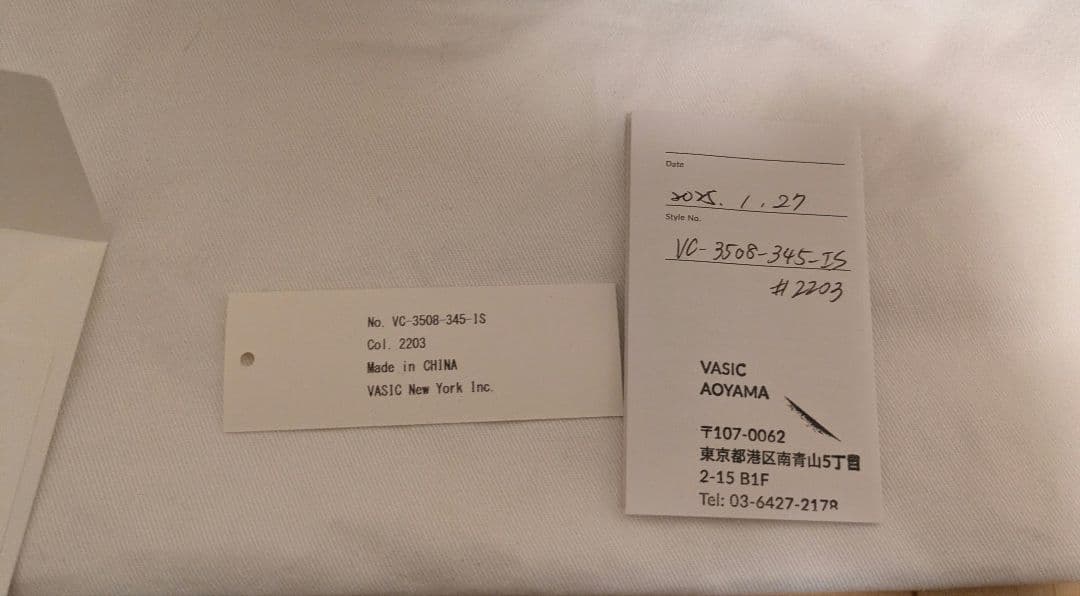 No. VC-3508-345-IS
Col. 2203
Made in CHINA
VASIC New York Inc.
Date
2025. 1. 27
Style No.
VC-3508-345-IS
#2203
VASIC
AOYAMA
〒107-0062
東京都港区南青山5丁目
2-15 B1F
Tel: 03-6427-2178